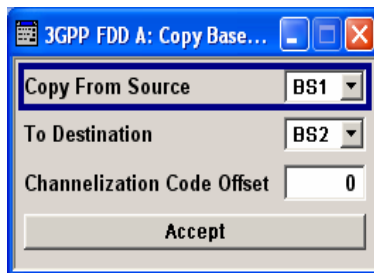 3GPP FDD A: Copy Base...
Copy From Source BS1
To Destination BS2
Channelization Code Offset 0
Accept